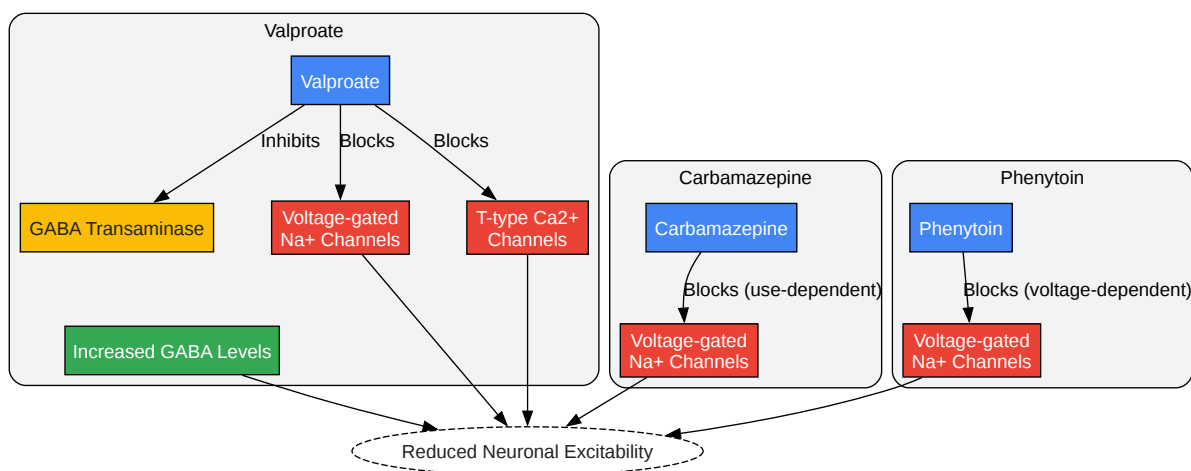 Valproate
Valproate
Inhibits
Blocks
Blocks
GABA Transaminase
Voltage-gated
Na+ Channels
T-type Ca2+
Channels
Increased GABA Levels
Carbamazepine
Carbamazepine
Blocks (use-dependent)
Voltage-gated
Na+ Channels
Phenytoin
Phenytoin
Blocks (voltage-dependent)
Voltage-gated
Na+ Channels
Reduced Neuronal Excitability